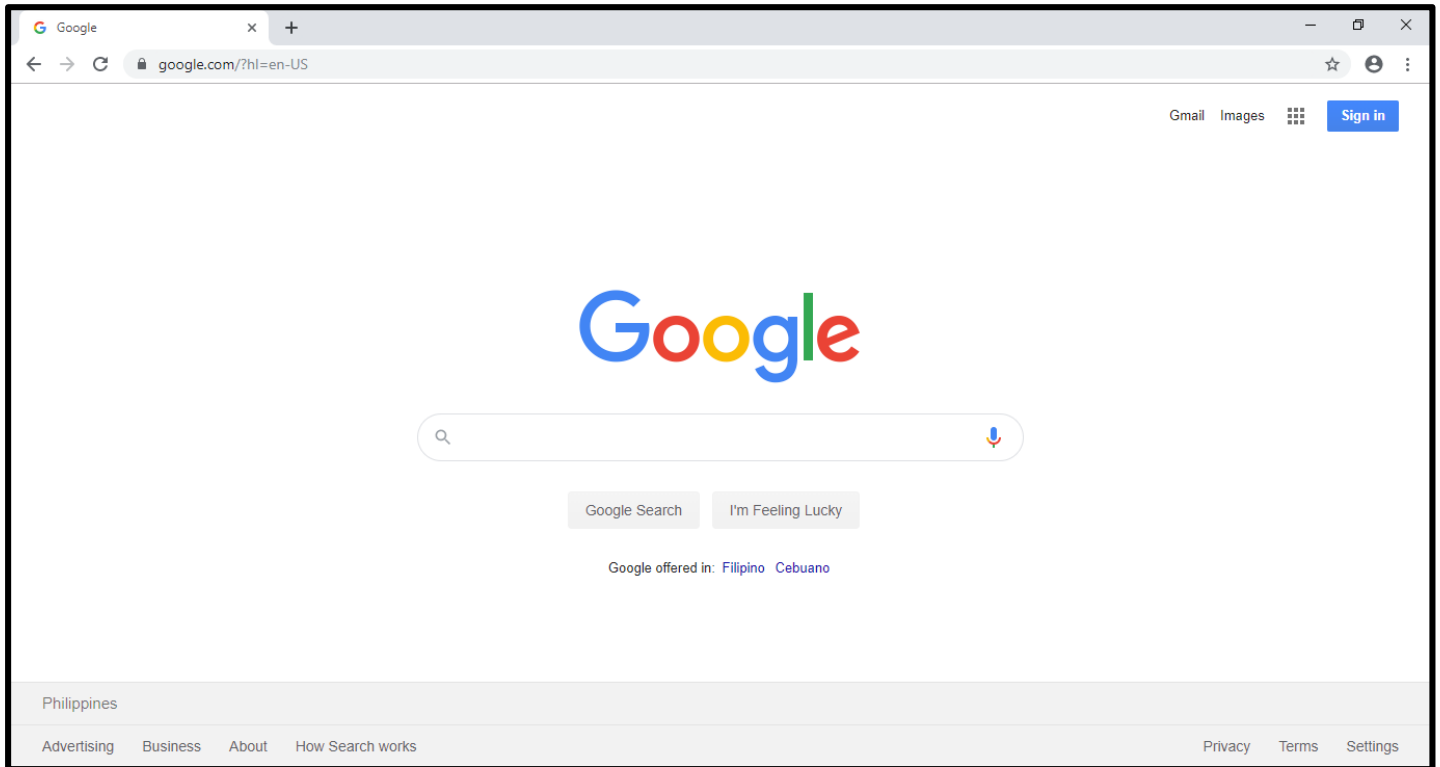 Google
google.com/?hl=en-US
Gmail Images Sign in
Google
Google Search I'm Feeling Lucky
Google offered in: Filipino Cebuano
Philippines
Advertising Business About How Search works Privacy Terms Settings